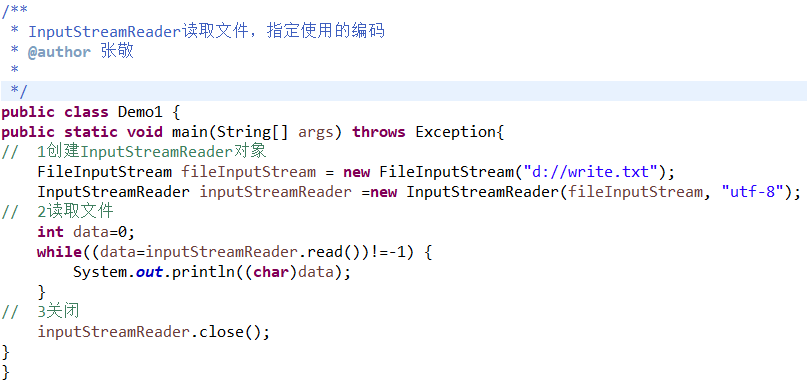 /**
 * InputStreamReader读取文件，指定使用的编码
 * @author 张敬
 *
 */
public class Demo1 {
public static void main(String[] args) throws Exception{
//  1创建InputStreamReader对象
    FileInputStream fileInputStream = new FileInputStream("d://write.txt");
    InputStreamReader inputStreamReader =new InputStreamReader(fileInputStream, "utf-8");
//  2读取文件
    int data=0;
    while((data=inputStreamReader.read())!=-1) {
        System.out.println((char)data);
    }
//  3关闭
    inputStreamReader.close();
}
}